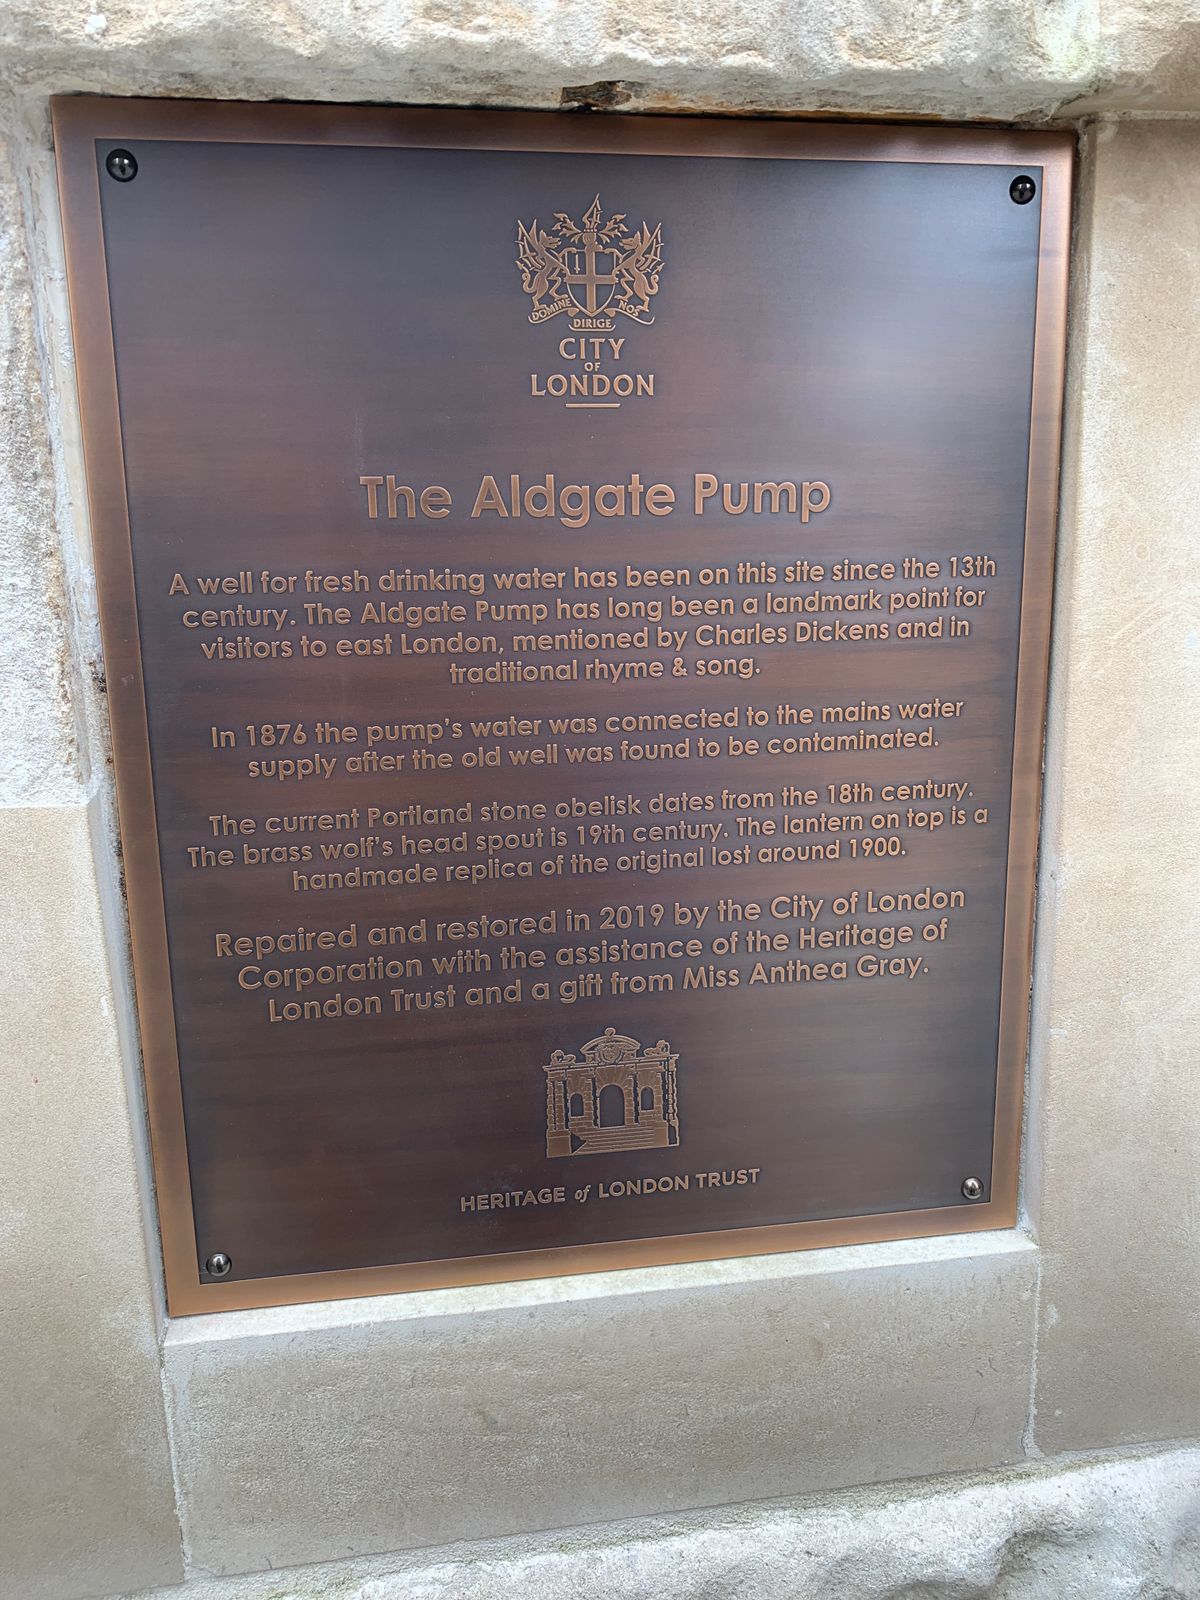 DOMINE DIRIGE NOS
CITY
OF
LONDON
The Aldgate Pump
A well for fresh drinking water has been on this site since the 13th
century. The Aldgate Pump has long been a landmark point for
visitors to east London, mentioned by Charles Dickens and in
traditional rhyme & song.
In 1876 the pump's water was connected to the mains water
supply after the old well was found to be contaminated.
The current Portland stone obelisk dates from the 18th century.
The brass wolf's head spout is 19th century. The lantern on top is a
handmade replica of the original lost around 1900.
Repaired and restored in 2019 by the City of London
Corporation with the assistance of the Heritage of
London Trust and a gift from Miss Anthea Gray.
HERITAGE of LONDON TRUST